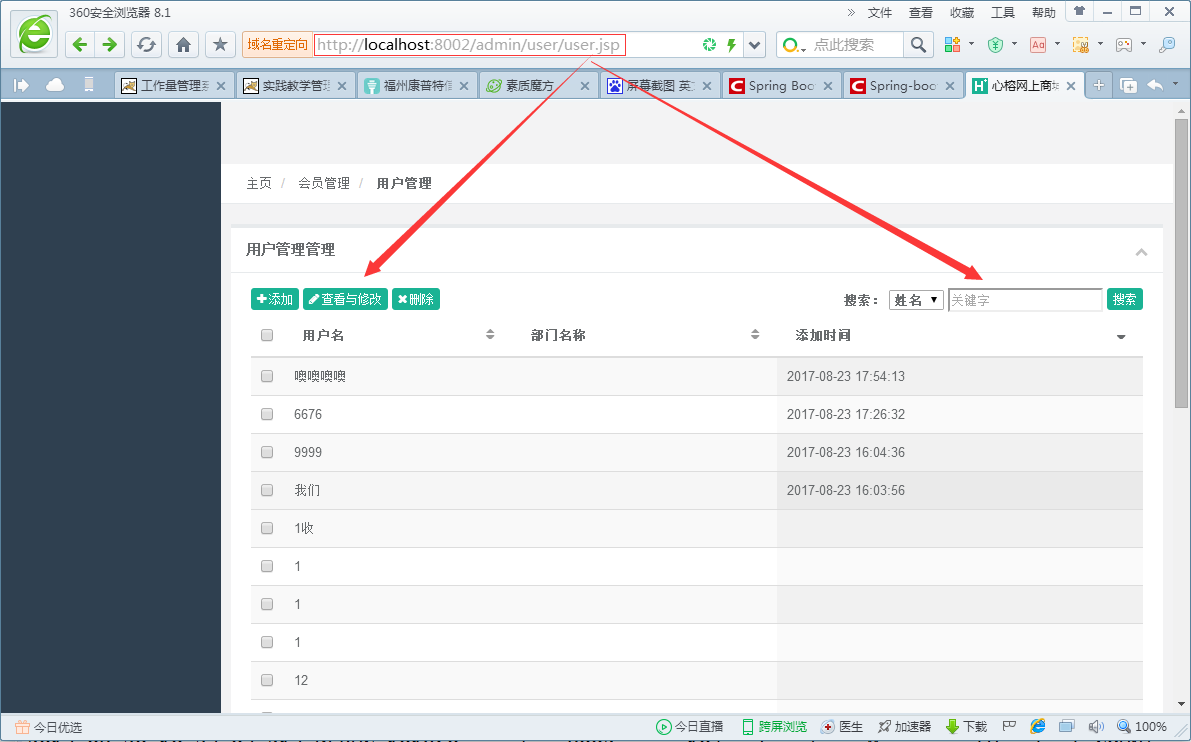 360安全浏览器 8.1
» 文件 查看 收藏 工具 帮助
域名重定向 http://localhost:8002/admin/user/user.jsp 点此搜索
工作量管理系 实践教学管理 福州康普特信 素质魔方 屏幕截图 英文 Spring Boo Spring-boo 心榕网上商城
主页 / 会员管理 / 用户管理
用户管理管理
添加 查看与修改 删除 搜索： 姓名 关键字 搜索
用户名 部门名称 添加时间
噢噢噢噢 2017-08-23 17:54:13
6676 2017-08-23 17:26:32
9999 2017-08-23 16:04:36
我们 2017-08-23 16:03:56
1收
1
1
1
12
今日优选 今日直播 跨屏浏览 医生 加速器 下载 100%